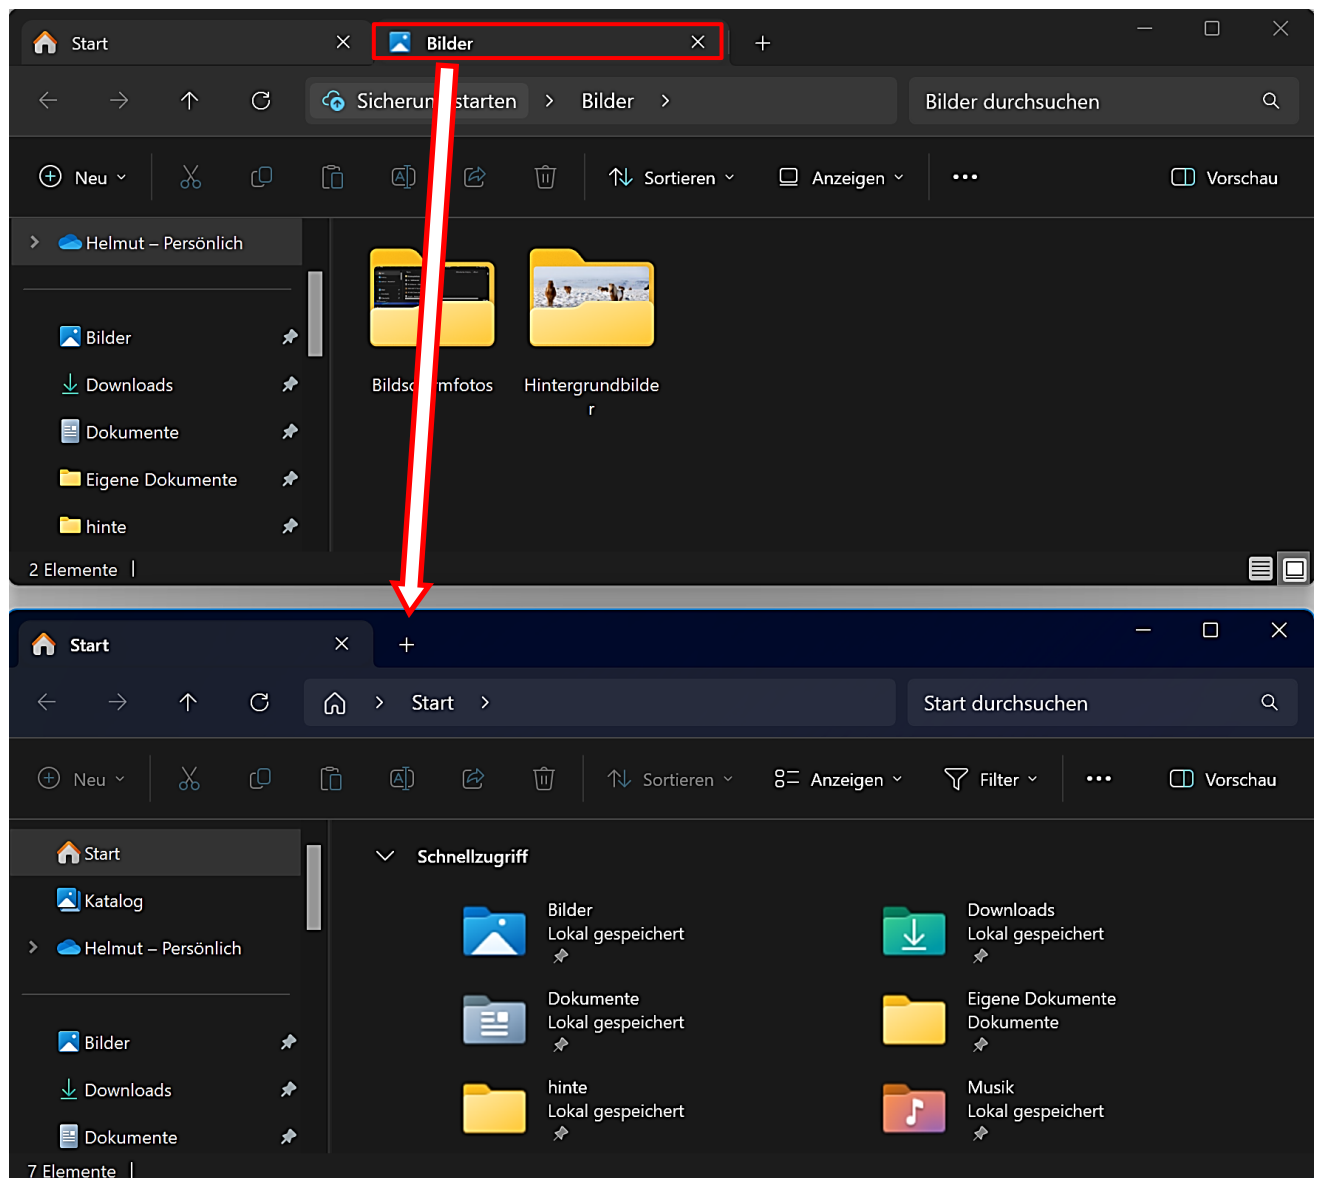 Start
Bilder
Sicherung starten > Bilder >
Bilder durchsuchen
Neu
Sortieren
Anzeigen
Vorschau
Helmut – Persönlich
Bilder
Downloads
Dokumente
Eigene Dokumente
hinte
Hintergrundbilde
r
2 Elemente
Start
Start
Start durchsuchen
Neu
Sortieren
Anzeigen
Filter
Vorschau
Start
Katalog
Helmut – Persönlich
Bilder
Downloads
Dokumente
7 Elemente
Schnellzugriff
Bilder
Lokal gespeichert
Downloads
Lokal gespeichert
Dokumente
Lokal gespeichert
Eigene Dokumente
Dokumente
hinte
Lokal gespeichert
Musik
Lokal gespeichert